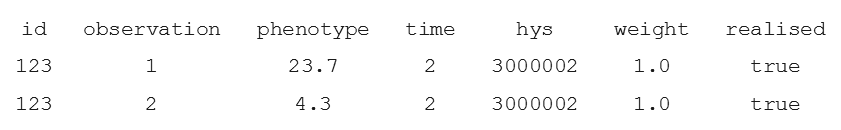 id observation phenotype time hys weight realised
123 1 23.7 2 3000002 1.0 true
123 2 4.3 2 3000002 1.0 true